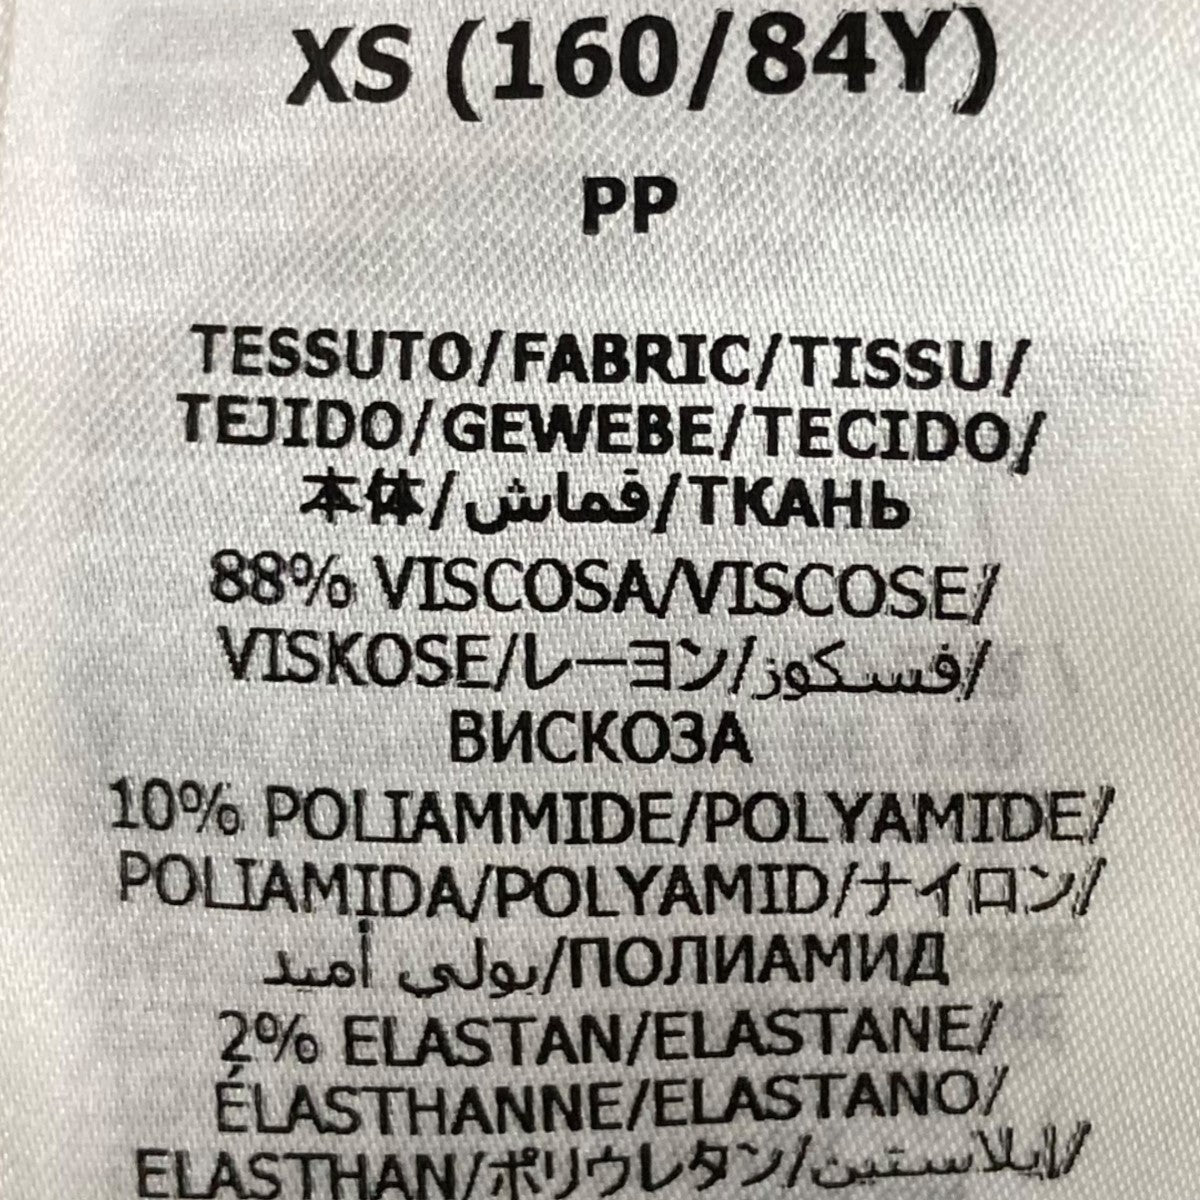 XS (160/84Y)
PP
TESSUTO/FABRIC/TISSU/
TEJIDO/GEWEBE/TECIDO/
本体/قماش/ТКАНЬ
88% VISCOSA/VISCOSE/
VISKOSE/レーヨン/فسكوز/
ВИСКОЗА
10% POLIAMMIDE/POLYAMIDE/
POLIAMIDA/POLYAMID/ナイロン/
بولي أميد/ПОЛИАМИД
2% ELASTAN/ELASTANE/
ÉLASTHANNE/ELASTANO/
ELASTHAN/ポリウレタン/إيلاستين/